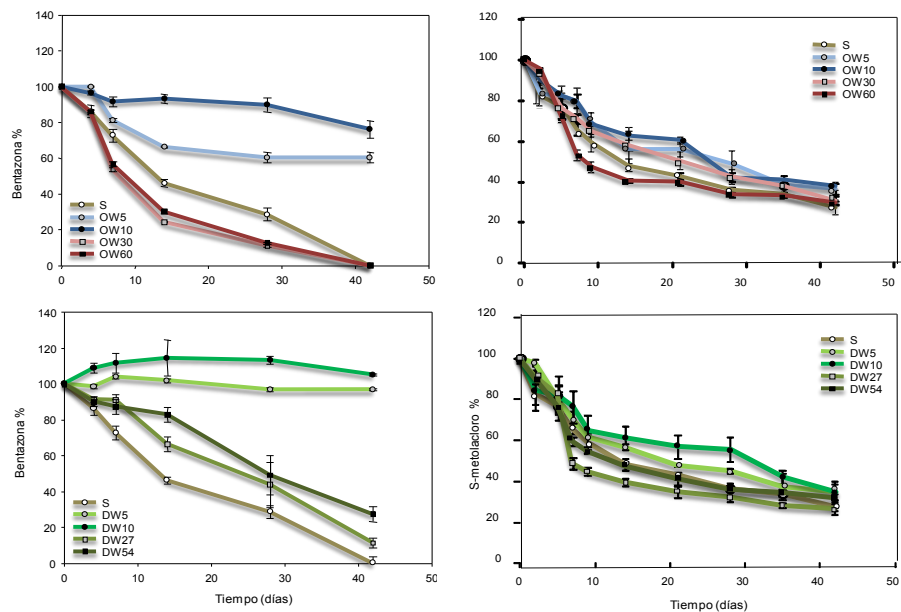 140
120
100
80
60
40
20
0
Bentazona %
S
OW5
OW10
OW30
OW60
0 10 20 30 40 50
120
100
80
60
40
20
0
S
OW5
OW10
OW30
OW60
0 10 20 30 40 50
140
120
100
80
60
40
20
0
Bentazona %
S
DW5
DW10
DW27
DW54
0 10 20 30 40 50
Tiempo (días)
120
100
80
60
40
20
0
S-metolacloro %
S
DW5
DW10
DW27
DW54
0 10 20 30 40 50
Tiempo (días)